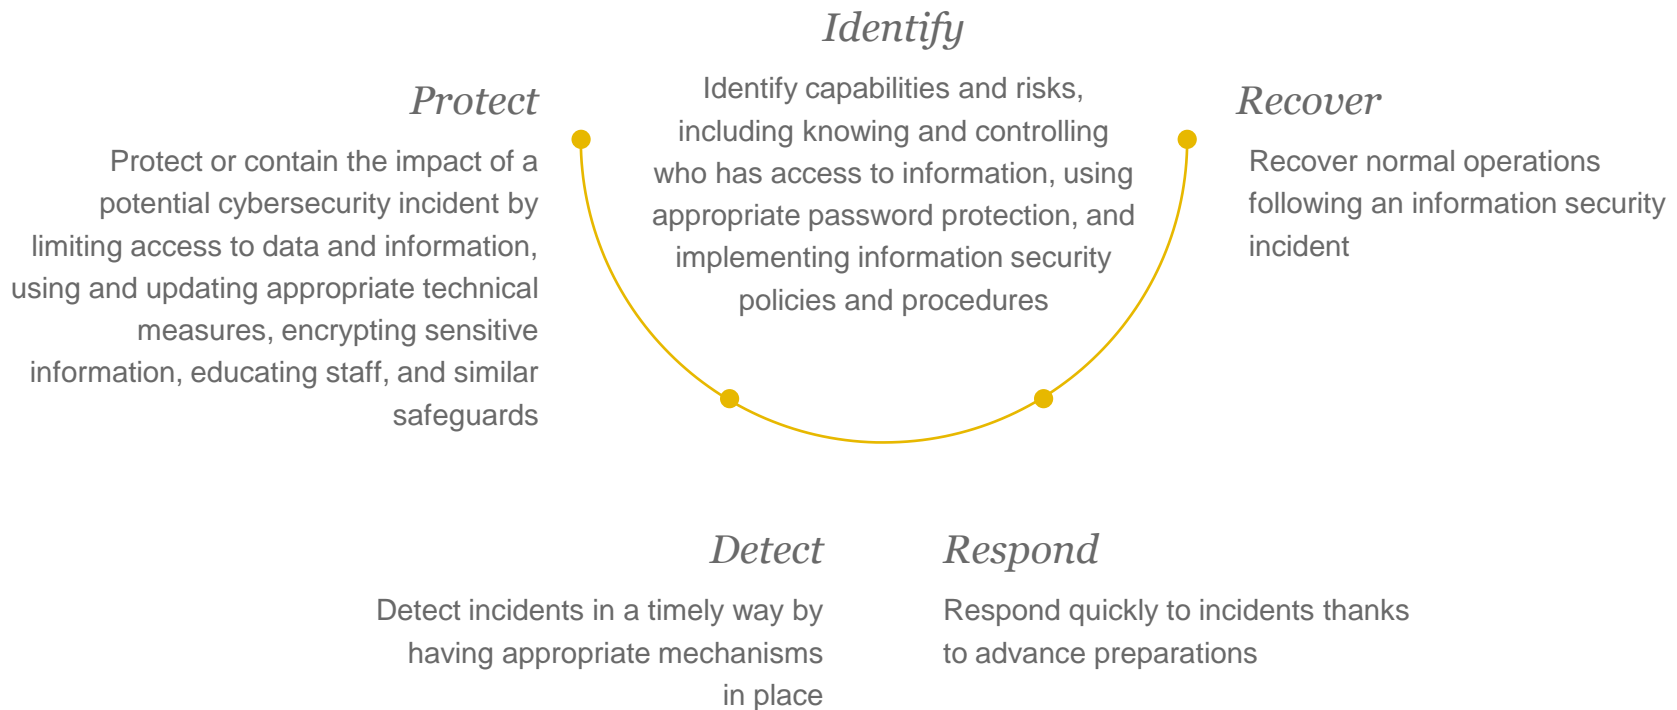 Identify
Identify capabilities and risks,
including knowing and controlling
who has access to information, using
appropriate password protection, and
implementing information security
policies and procedures
Protect
Protect or contain the impact of a
potential cybersecurity incident by
limiting access to data and information,
using and updating appropriate technical
measures, encrypting sensitive
information, educating staff, and similar
safeguards
Recover
Recover normal operations
following an information security
incident
Detect
Detect incidents in a timely way by
having appropriate mechanisms
in place
Respond
Respond quickly to incidents thanks
to advance preparations